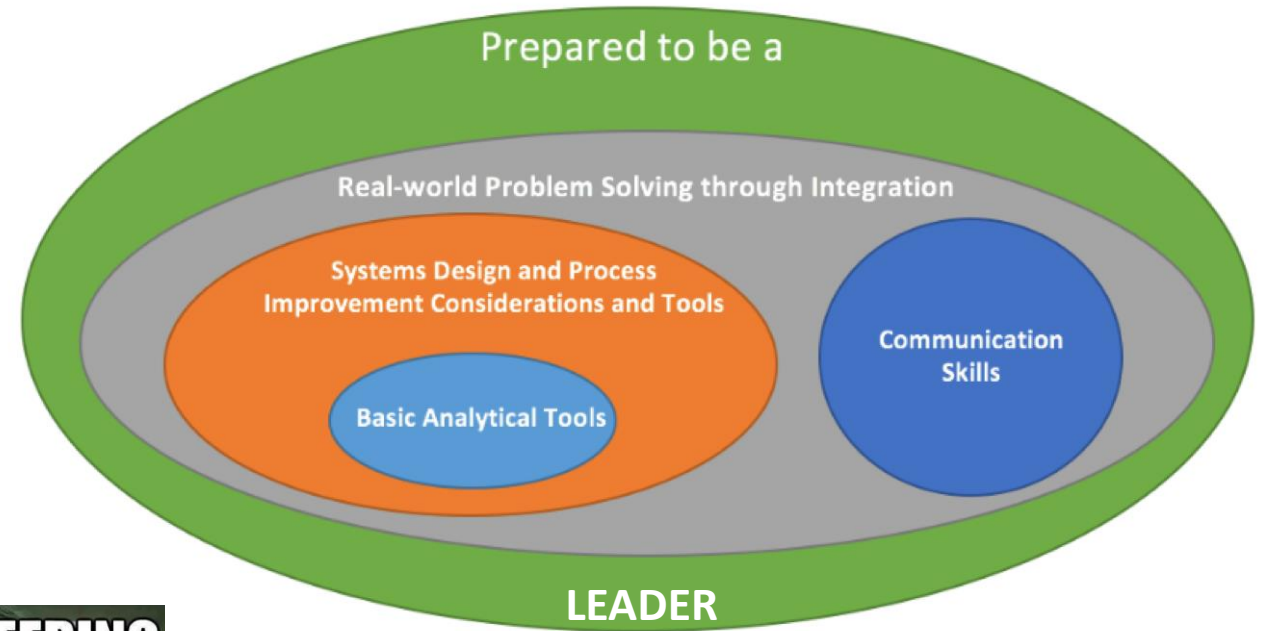 Prepared to be a
Real-world Problem Solving through Integration
Systems Design and Process
Improvement Considerations and Tools
Communication
Skills
Basic Analytical Tools
LEADER